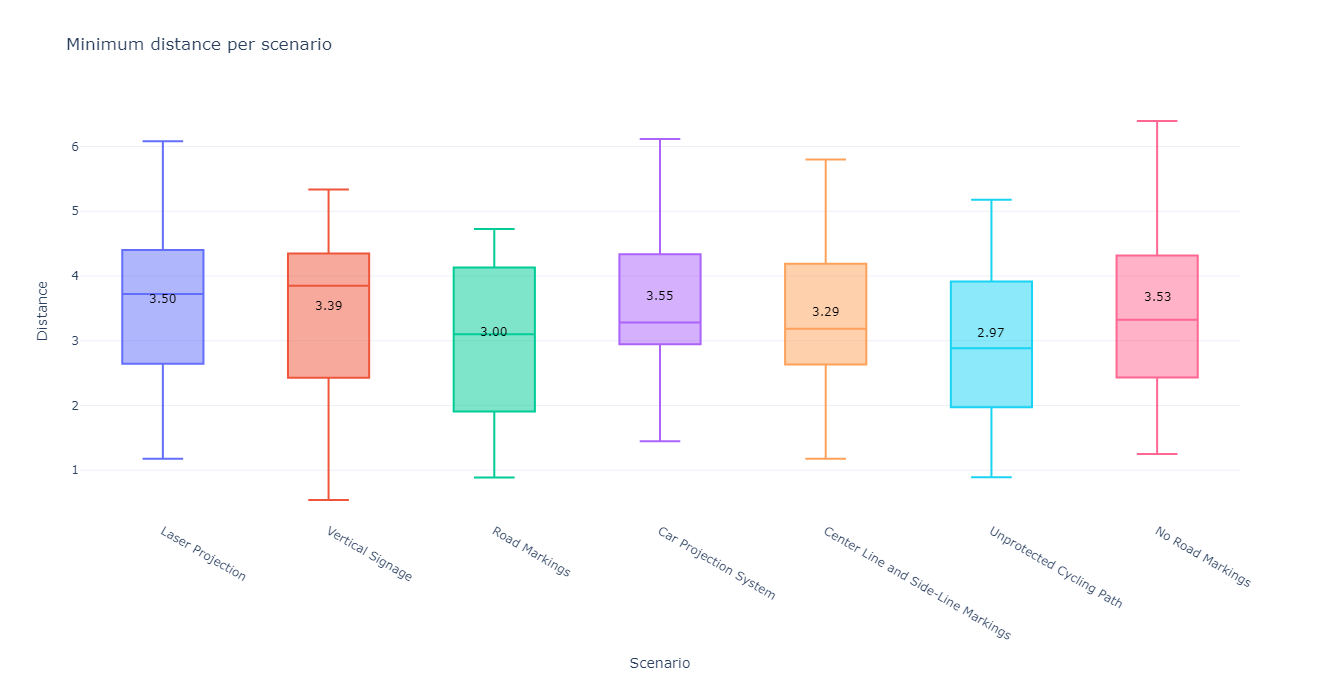 Minimum distance per scenario
Distance
6
5
4
3
2
1
3.50
3.39
3.00
3.55
3.29
2.97
3.53
Laser Projection
Vertical Signage
Road Markings
Car Projection System
Center Line and Side-Line Markings
Unprotected Cycling Path
No Road Markings
Scenario